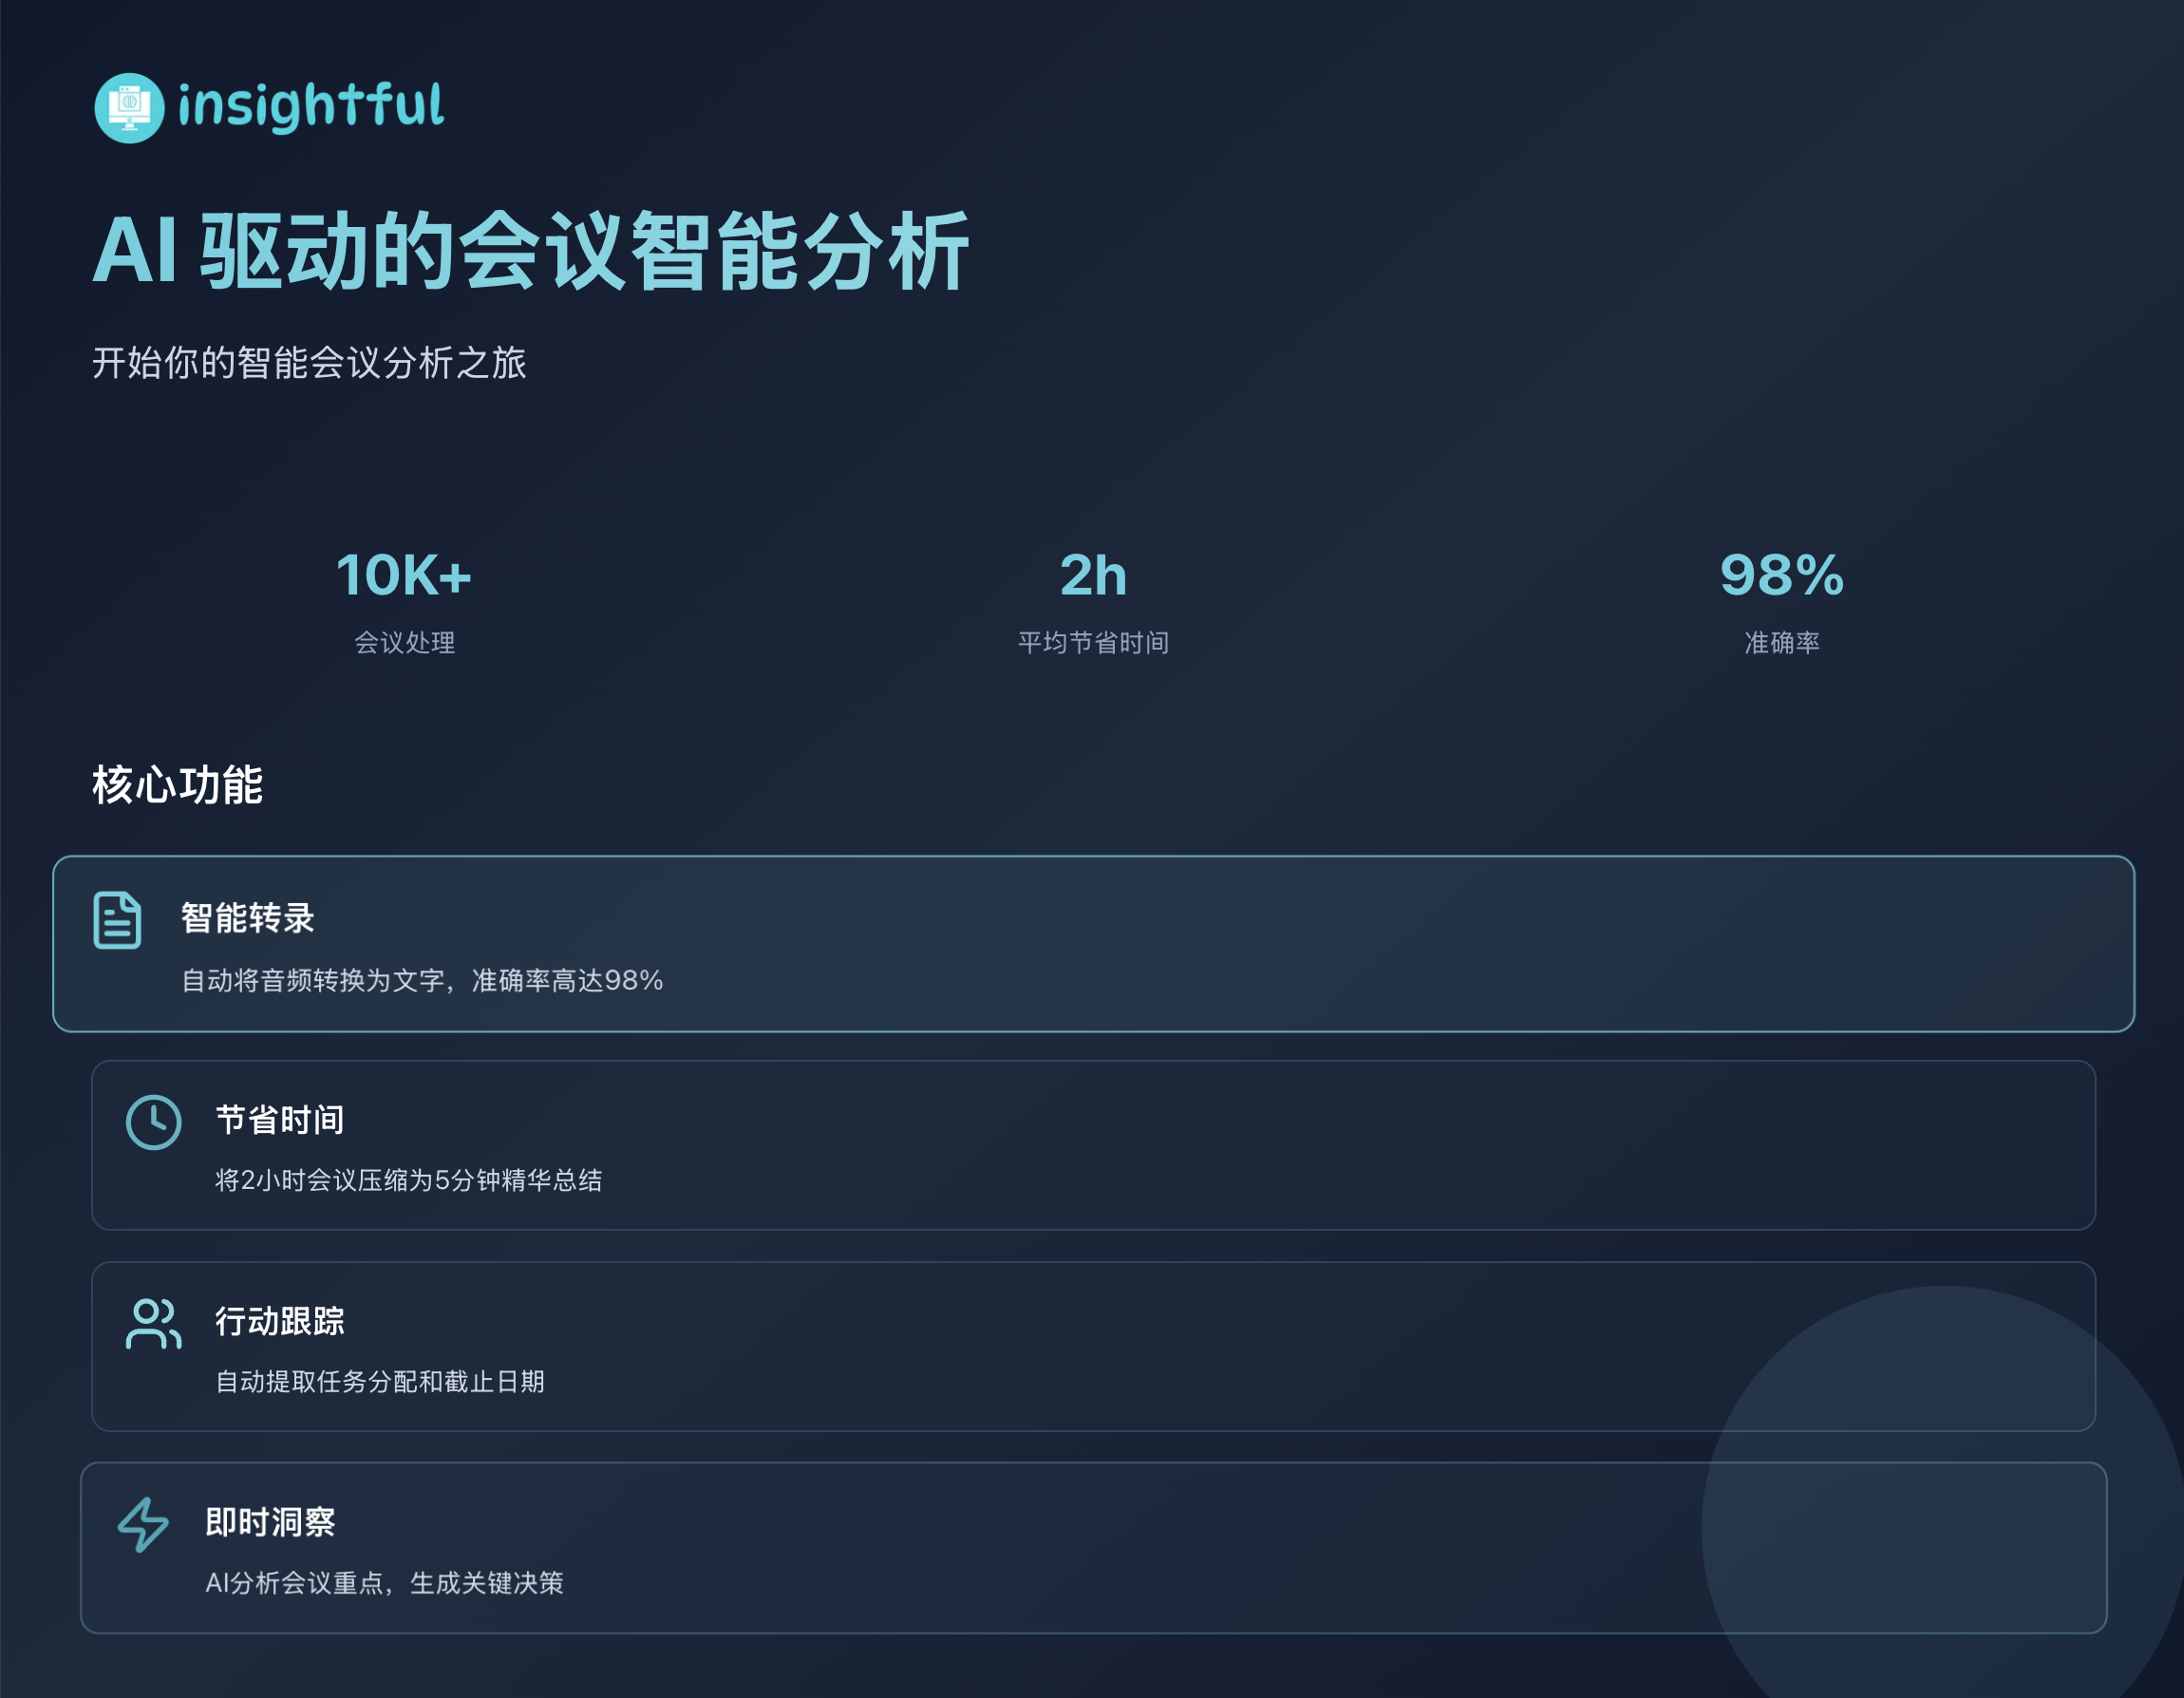 insightful
AI 驱动的会议智能分析
开始你的智能会议分析之旅
10K+
会议处理
2h
平均节省时间
98%
准确率
核心功能
智能转录
自动将音频转换为文字，准确率高达98%
节省时间
将2小时会议压缩为5分钟精华总结
行动跟踪
自动提取任务分配和截止日期
即时洞察
AI分析会议重点，生成关键决策